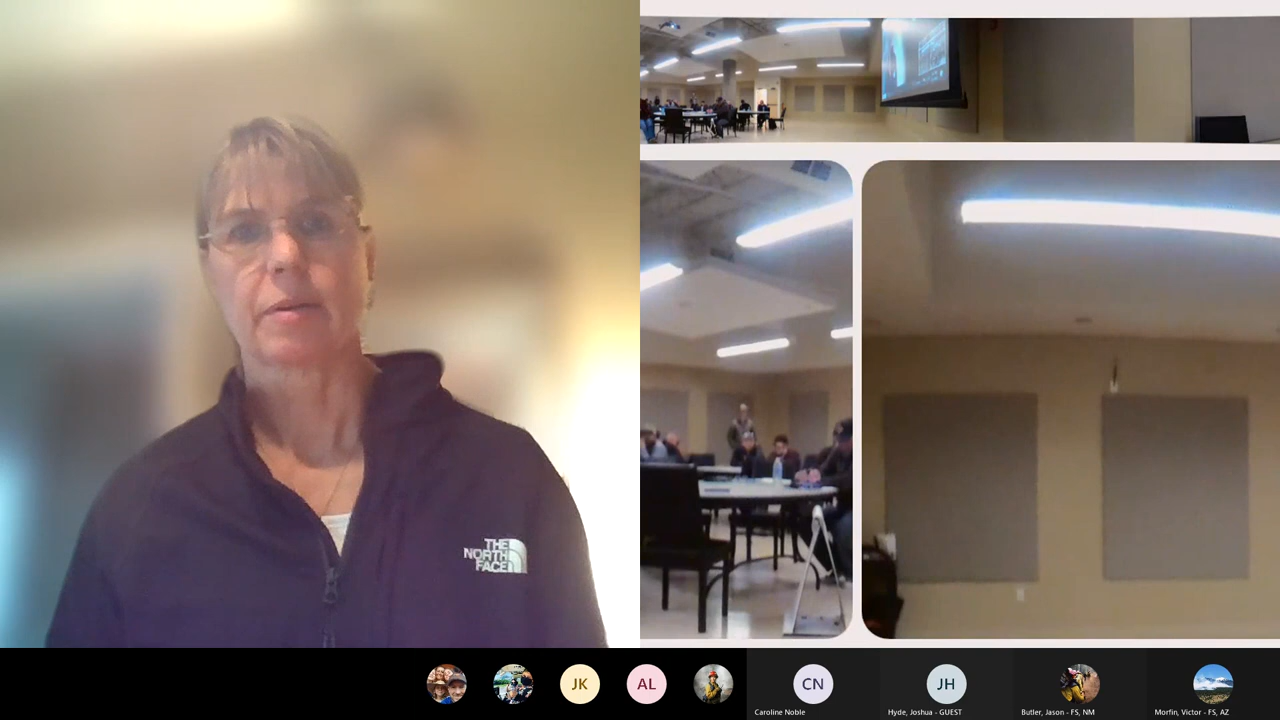 THE
NORTH
FACE
JK
AL
CN
JH
Caroline Noble
Hyde, Joshua - GUEST
Butler, Jason - FS, NM
Morfin, Victor - FS, AZ